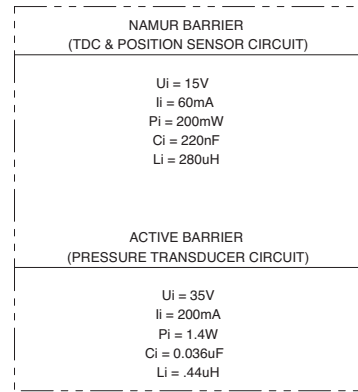 NAMUR BARRIER
(TDC & POSITION SENSOR CIRCUIT)
Ui = 15V
Ii = 60mA
Pi = 200mW
Ci = 220nF
Li = 280uH
ACTIVE BARRIER
(PRESSURE TRANSDUCER CIRCUIT)
Ui = 35V
Ii = 200mA
Pi = 1.4W
Ci = 0.036uF
Li = .44uH